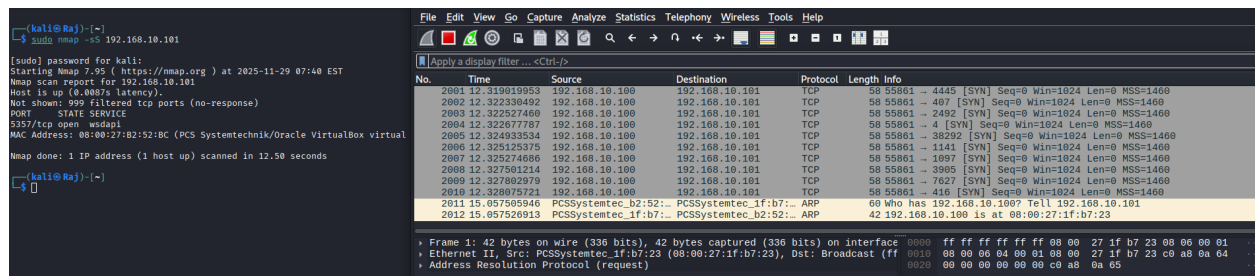 (kali㉿Raj)-[~]
$ sudo nmap -sS 192.168.10.101
[sudo] password for kali:
Starting Nmap 7.95 ( https://nmap.org ) at 2025-11-29 07:40 EST
Nmap scan report for 192.168.10.101
Host is up (0.0087s latency).
Not shown: 999 filtered tcp ports (no-response)
PORT STATE SERVICE
5357/tcp open wsdapi
MAC Address: 08:00:27:B2:52:BC (PCS Systemtechnik/Oracle VirtualBox virtual
Nmap done: 1 IP address (1 host up) scanned in 12.50 seconds
(kali㉿Raj)-[~]
$
File Edit View Go Capture Analyze Statistics Telephony Wireless Tools Help
Apply a display filter ... <Ctrl-/>
No. Time Source Destination Protocol Length Info
2001 12.319019953 192.168.10.100 192.168.10.101 TCP 58 55861 → 4445 [SYN] Seq=0 Win=1024 Len=0 MSS=1460
2002 12.322330492 192.168.10.100 192.168.10.101 TCP 58 55861 → 407 [SYN] Seq=0 Win=1024 Len=0 MSS=1460
2003 12.322527460 192.168.10.100 192.168.10.101 TCP 58 55861 → 2492 [SYN] Seq=0 Win=1024 Len=0 MSS=1460
2004 12.322677787 192.168.10.100 192.168.10.101 TCP 58 55861 → 4 [SYN] Seq=0 Win=1024 Len=0 MSS=1460
2005 12.324933534 192.168.10.100 192.168.10.101 TCP 58 55861 → 38292 [SYN] Seq=0 Win=1024 Len=0 MSS=1460
2006 12.325125375 192.168.10.100 192.168.10.101 TCP 58 55861 → 1141 [SYN] Seq=0 Win=1024 Len=0 MSS=1460
2007 12.325274686 192.168.10.100 192.168.10.101 TCP 58 55861 → 1097 [SYN] Seq=0 Win=1024 Len=0 MSS=1460
2008 12.327501214 192.168.10.100 192.168.10.101 TCP 58 55861 → 3905 [SYN] Seq=0 Win=1024 Len=0 MSS=1460
2009 12.327802979 192.168.10.100 192.168.10.101 TCP 58 55861 → 7627 [SYN] Seq=0 Win=1024 Len=0 MSS=1460
2010 12.328075721 192.168.10.100 192.168.10.101 TCP 58 55861 → 416 [SYN] Seq=0 Win=1024 Len=0 MSS=1460
2011 15.057505946 PCSSystemtec_b2:52:… PCSSystemtec_1f:b7:… ARP 60 Who has 192.168.10.100? Tell 192.168.10.101
2012 15.057526913 PCSSystemtec_1f:b7:… PCSSystemtec_b2:52:… ARP 42 192.168.10.100 is at 08:00:27:1f:b7:23
Frame 1: 42 bytes on wire (336 bits), 42 bytes captured (336 bits) on interface 0000 ff ff ff ff ff ff 08 00 27 1f b7 23 08 06 00 01
Ethernet II, Src: PCSSystemtec_1f:b7:23 (08:00:27:1f:b7:23), Dst: Broadcast (ff 0010 08 00 06 04 00 01 08 00 27 1f b7 23 c0 a8 0a 64
Address Resolution Protocol (request) 0020 00 00 00 00 00 00 c0 a8 0a 65